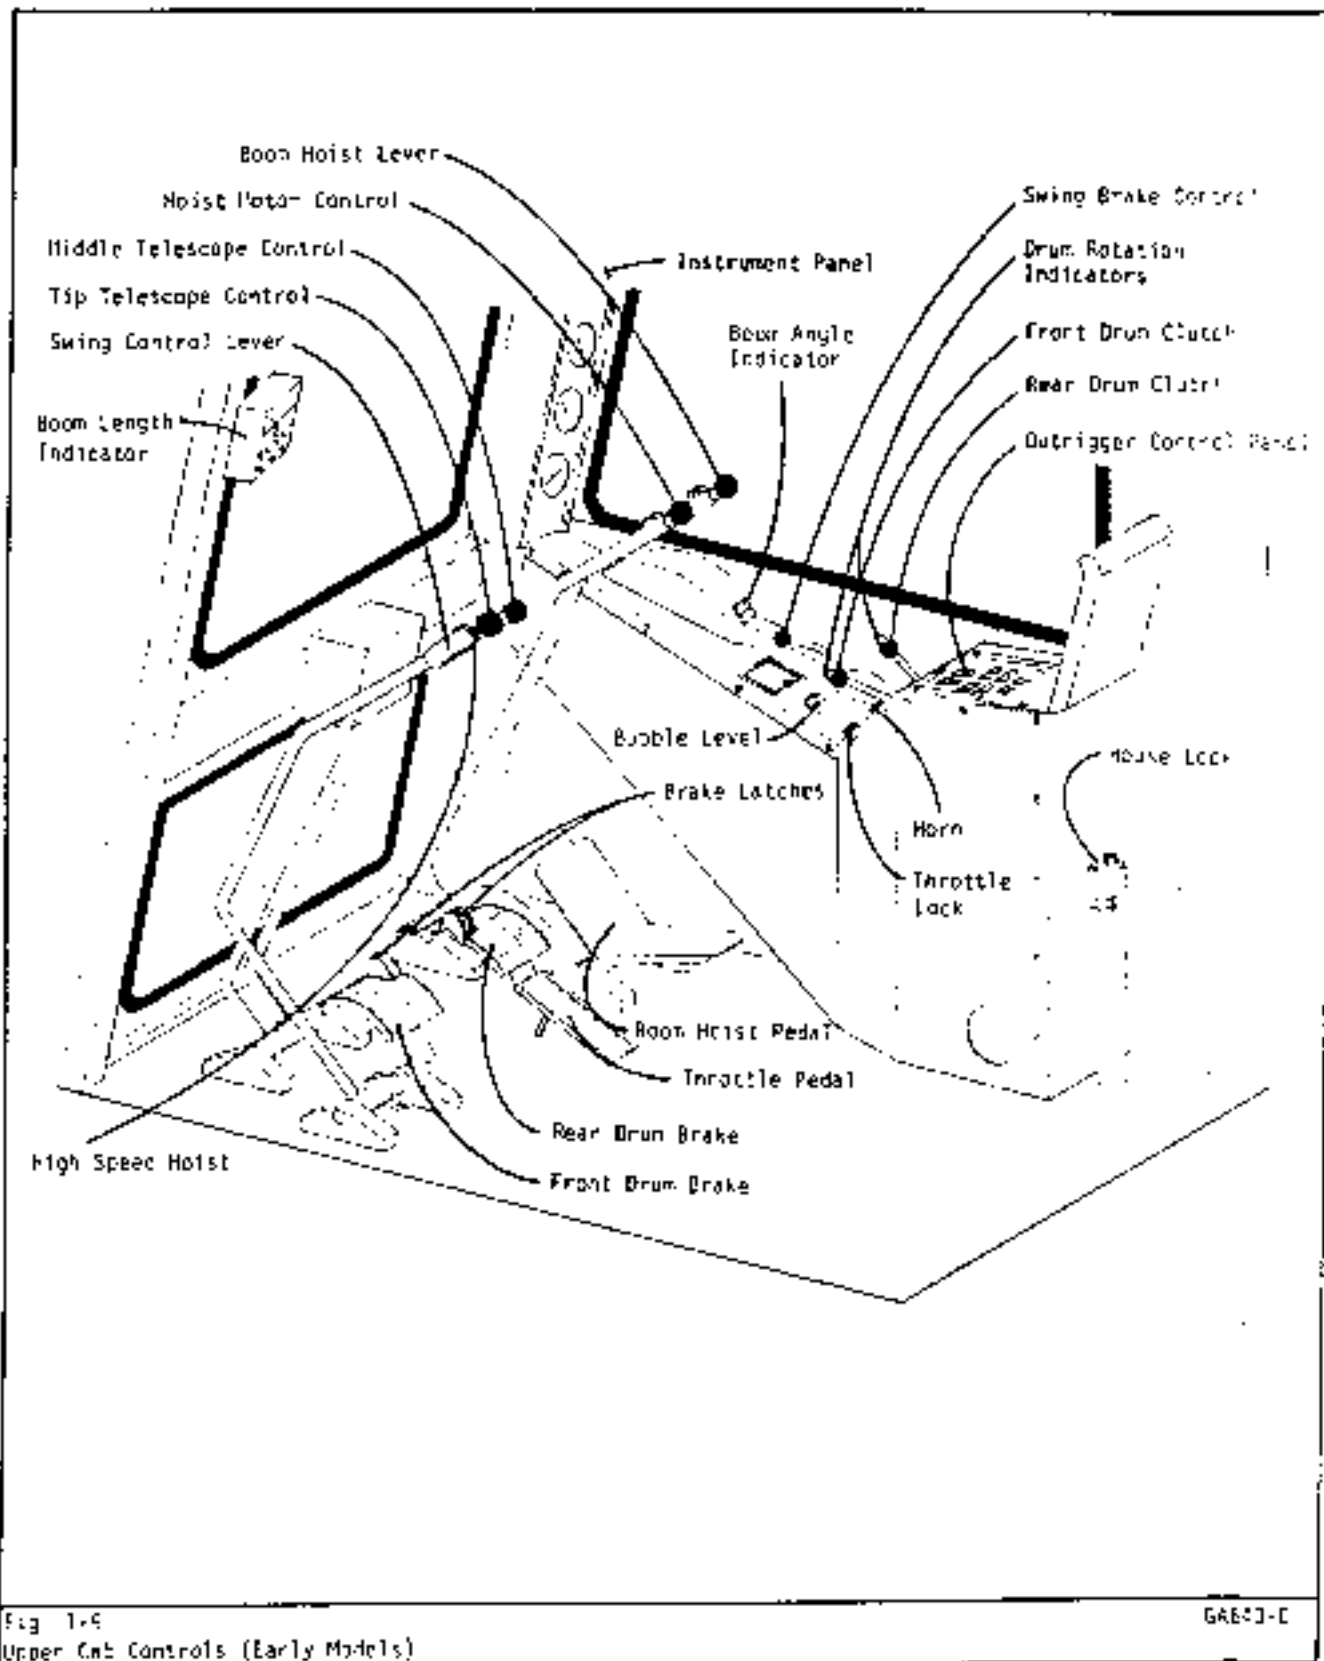 Boom Hoist Lever
Hoist Motor Control
Middle Telescope Control
Tip Telescope Control
Swing Control Lever
Boom Length
Indicator
Instrument Panel
Boom Angle
Indicator
Swing Brake Control
Drum Rotation
Indicators
Front Drum Clutch
Rear Drum Clutch
Outrigger Control Panel
Bubble Level
House Lock
Brake Latches
Horn
Throttle
Lock
Boom Hoist Pedal
Throttle Pedal
Rear Drum Brake
High Speed Hoist
Front Drum Brake
Fig
Upper Cab Controls (Early Models)